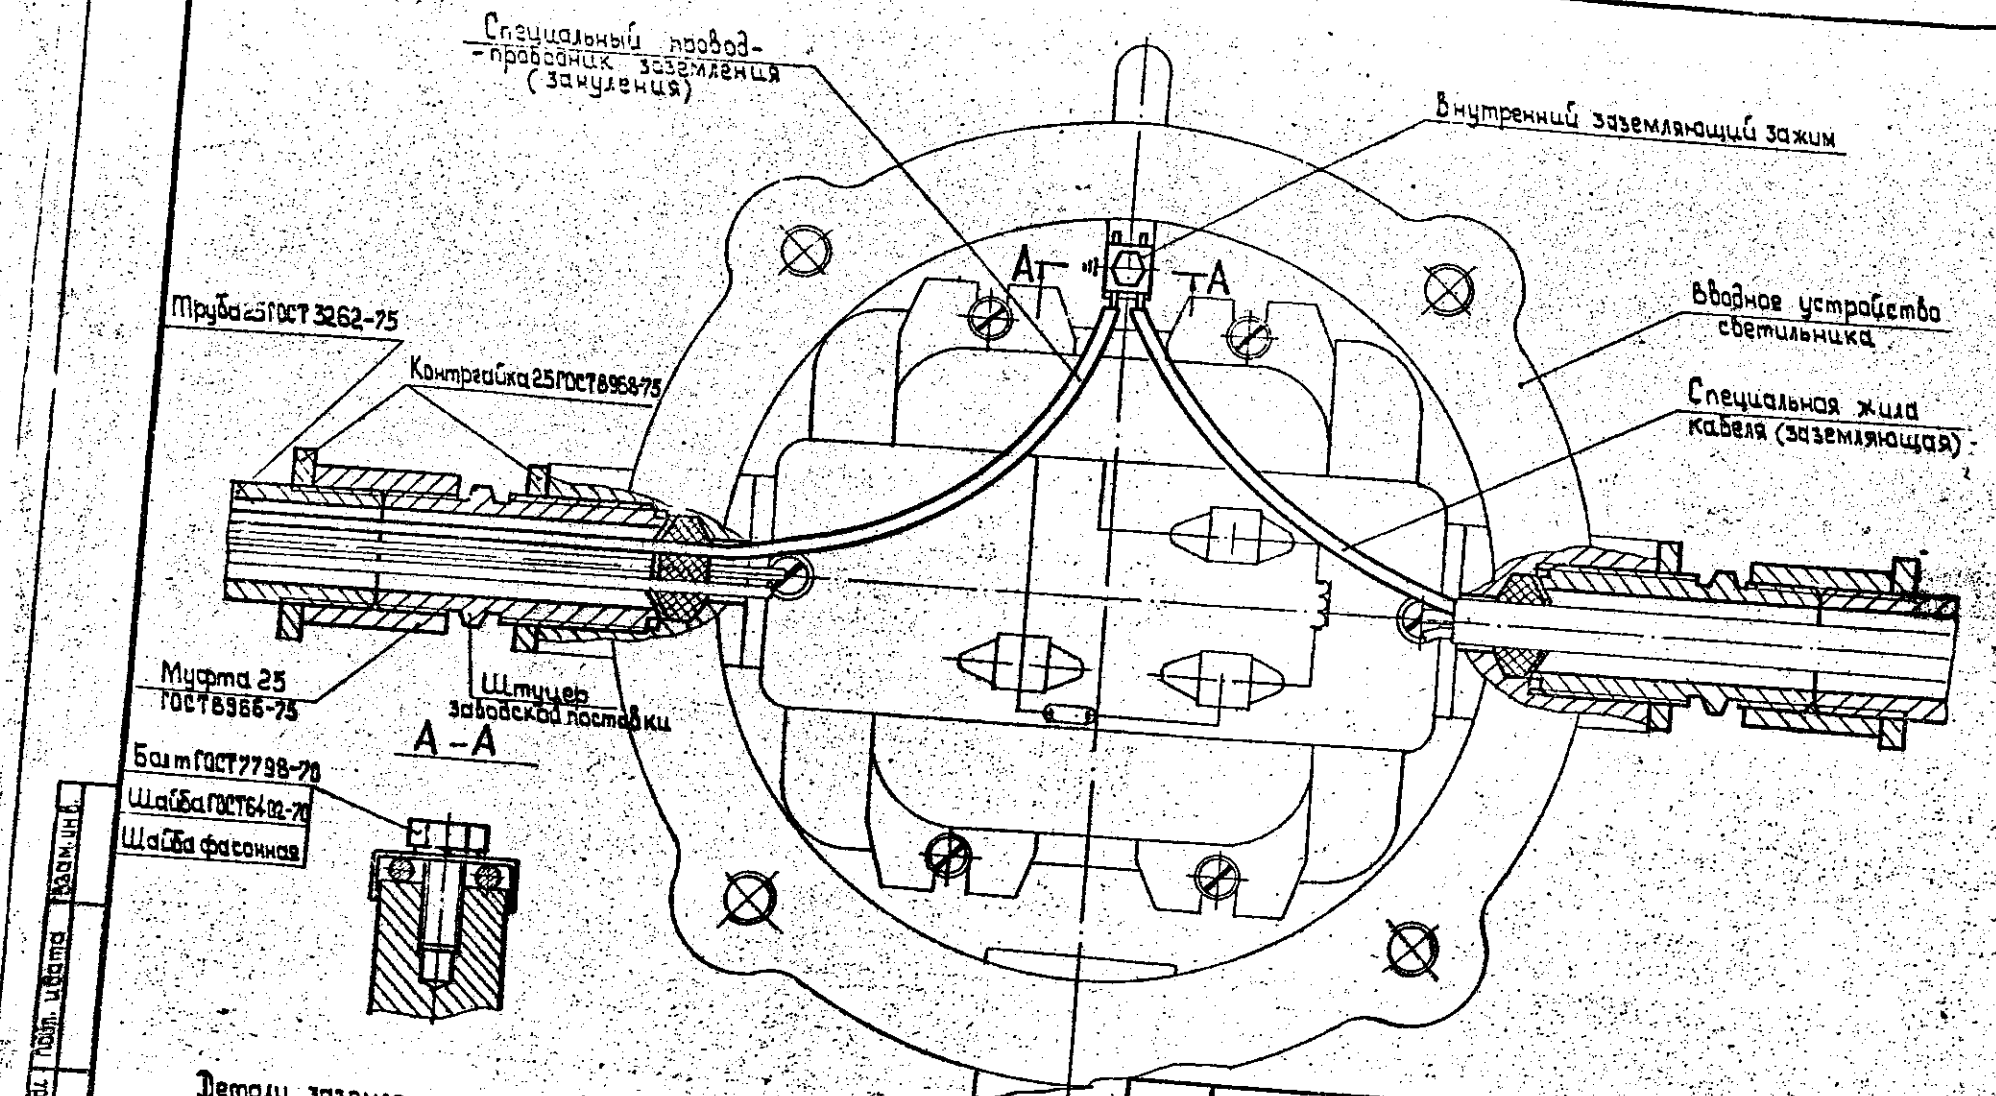 Специальный провод-
-проводник заземления
(зануления)
Внутренний заземляющий зажим
А
А
Труба 25 ГОСТ 3262-75
Контргайка 25 ГОСТ 8968-75
Вводное устройство
светильника
Специальная жила
кабеля (заземляющая)
Муфта 25
ГОСТ 8966-75
Штуцер
заводской поставки
А-А
Болт ГОСТ 7798-70
Шайба ГОСТ 6402-70
Шайба фасонная
Взам. инв.
Подп. и дата
Детали